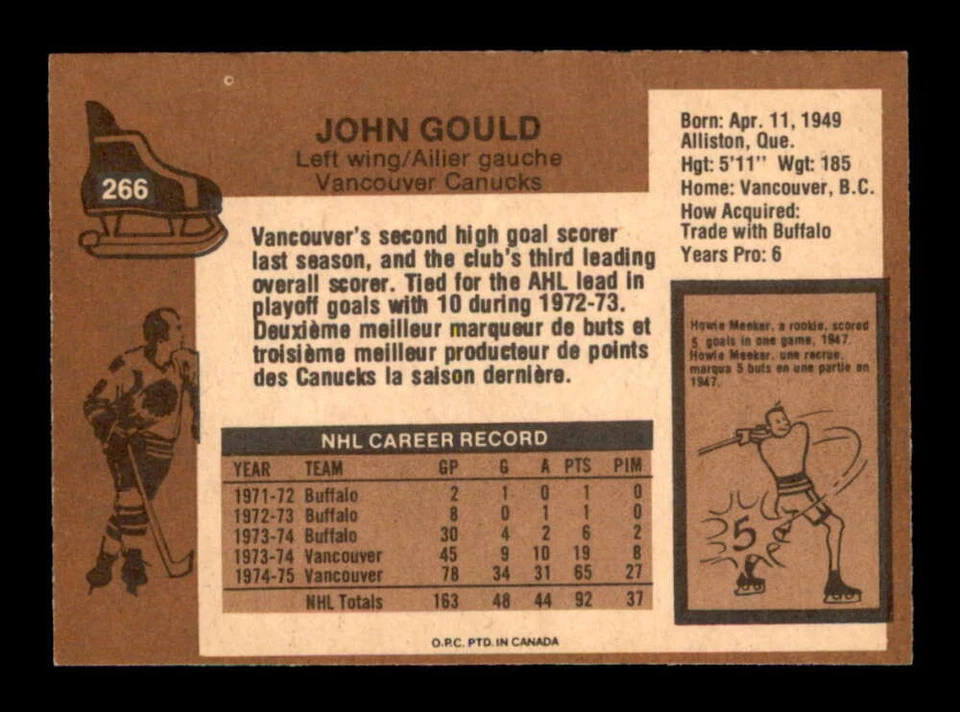 266
JOHN GOULD
Left wing/Ailier gauche
Vancouver Canucks
Born: Apr. 11, 1949
Alliston, Que.
Hgt: 5'11" Wgt: 185
Home: Vancouver, B.C.
How Acquired:
Trade with Buffalo
Years Pro: 6
Vancouver's second high goal scorer
last season, and the club's third leading
overall scorer. Tied for the AHL lead in
playoff goals with 10 during 1972-73.
Deuxième meilleur marqueur de buts et
troisième meilleur producteur de points
des Canucks la saison dernière.
Howie Meeker, a rookie, scored
5 goals in one game, 1947.
Howie Meeker, une recrue,
marqua 5 buts en une partie en
1947.
5
NHL CAREER RECORD
YEAR TEAM GP G A PTS PIM
1971-72 Buffalo 2 1 0 1 0
1972-73 Buffalo 8 0 1 1 0
1973-74 Buffalo 30 4 2 6 2
1973-74 Vancouver 45 9 10 19 8
1974-75 Vancouver 78 34 31 65 27
NHL Totals 163 48 44 92 37
O.P.C. PTD. IN CANADA